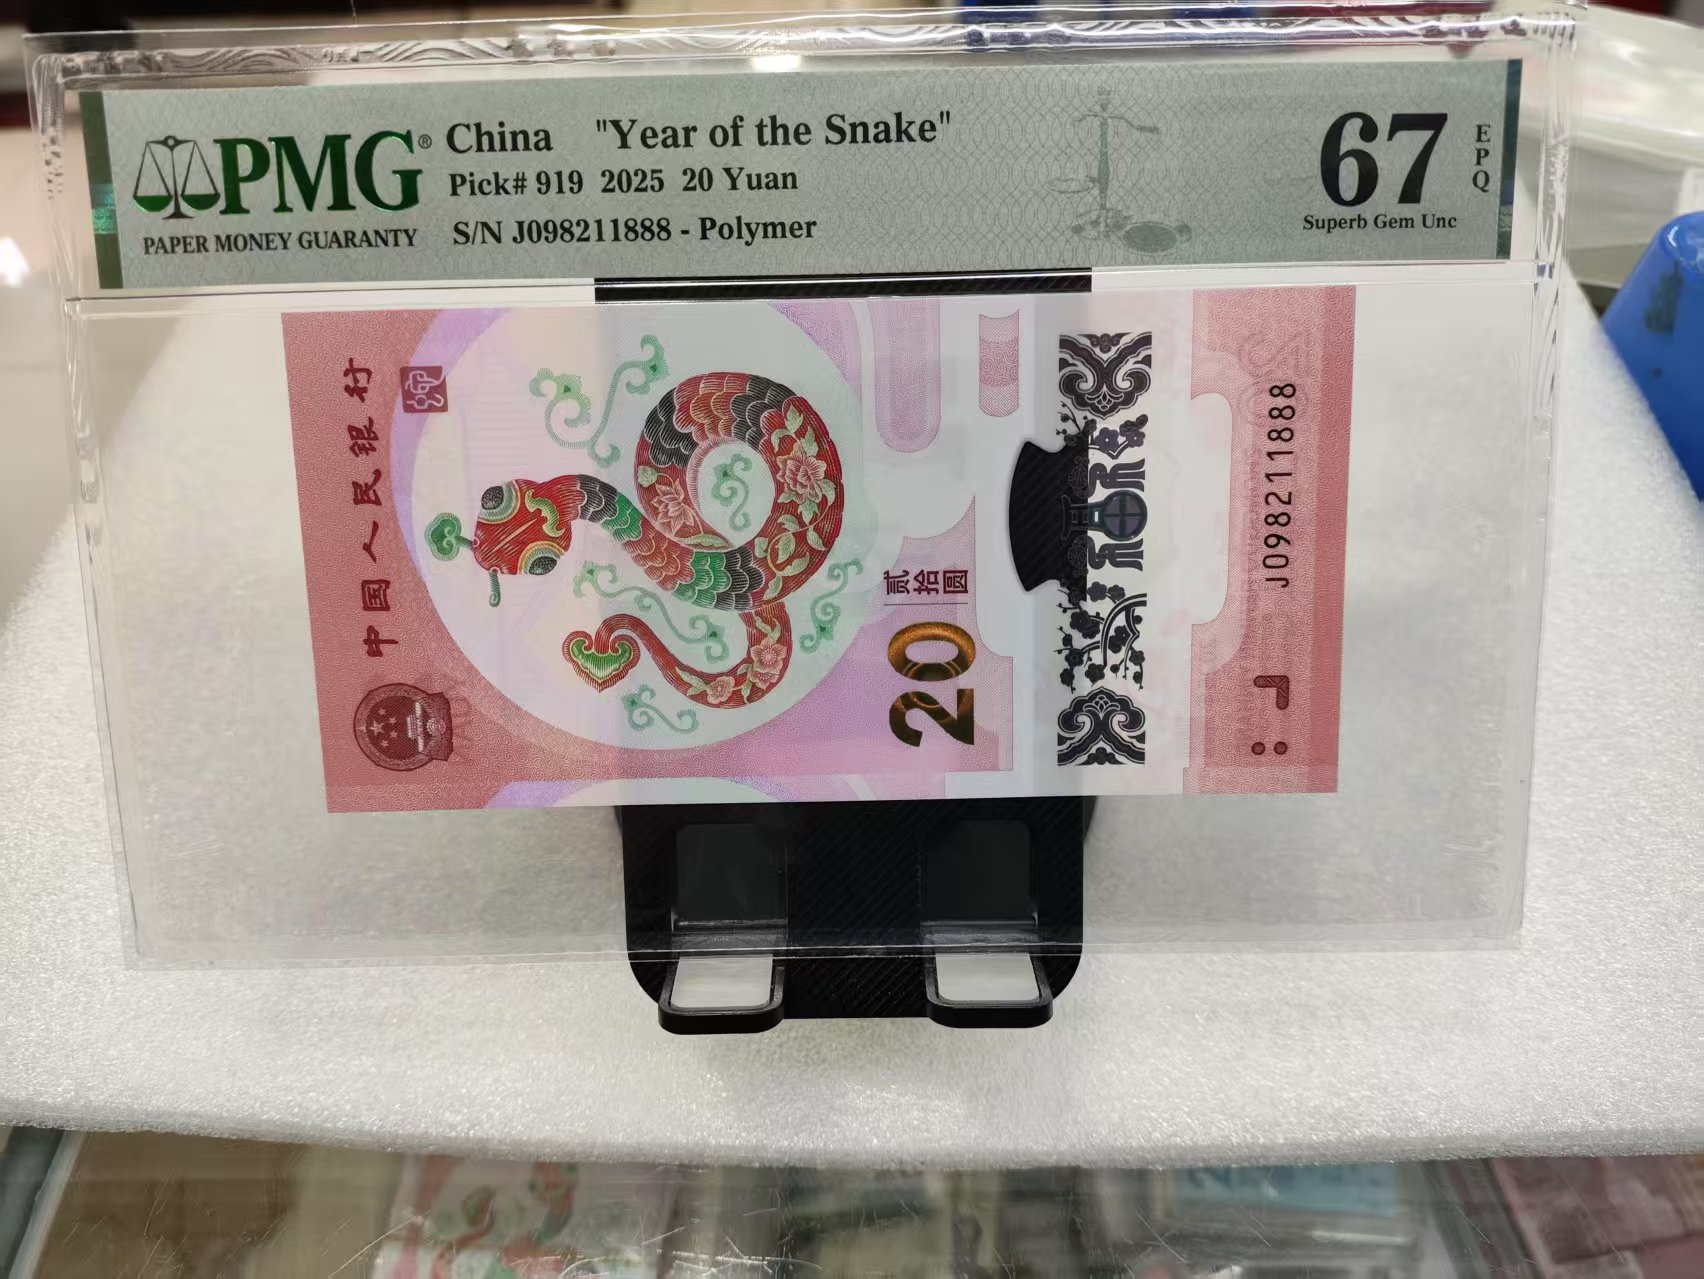 PMG®
PAPER MONEY GUARANTY
China "Year of the Snake"
Pick# 919 2025 20 Yuan
S/N J098211888 - Polymer
67
EPQ
Superb Gem Unc
中国人民银行
20
贰拾圆
J098211888